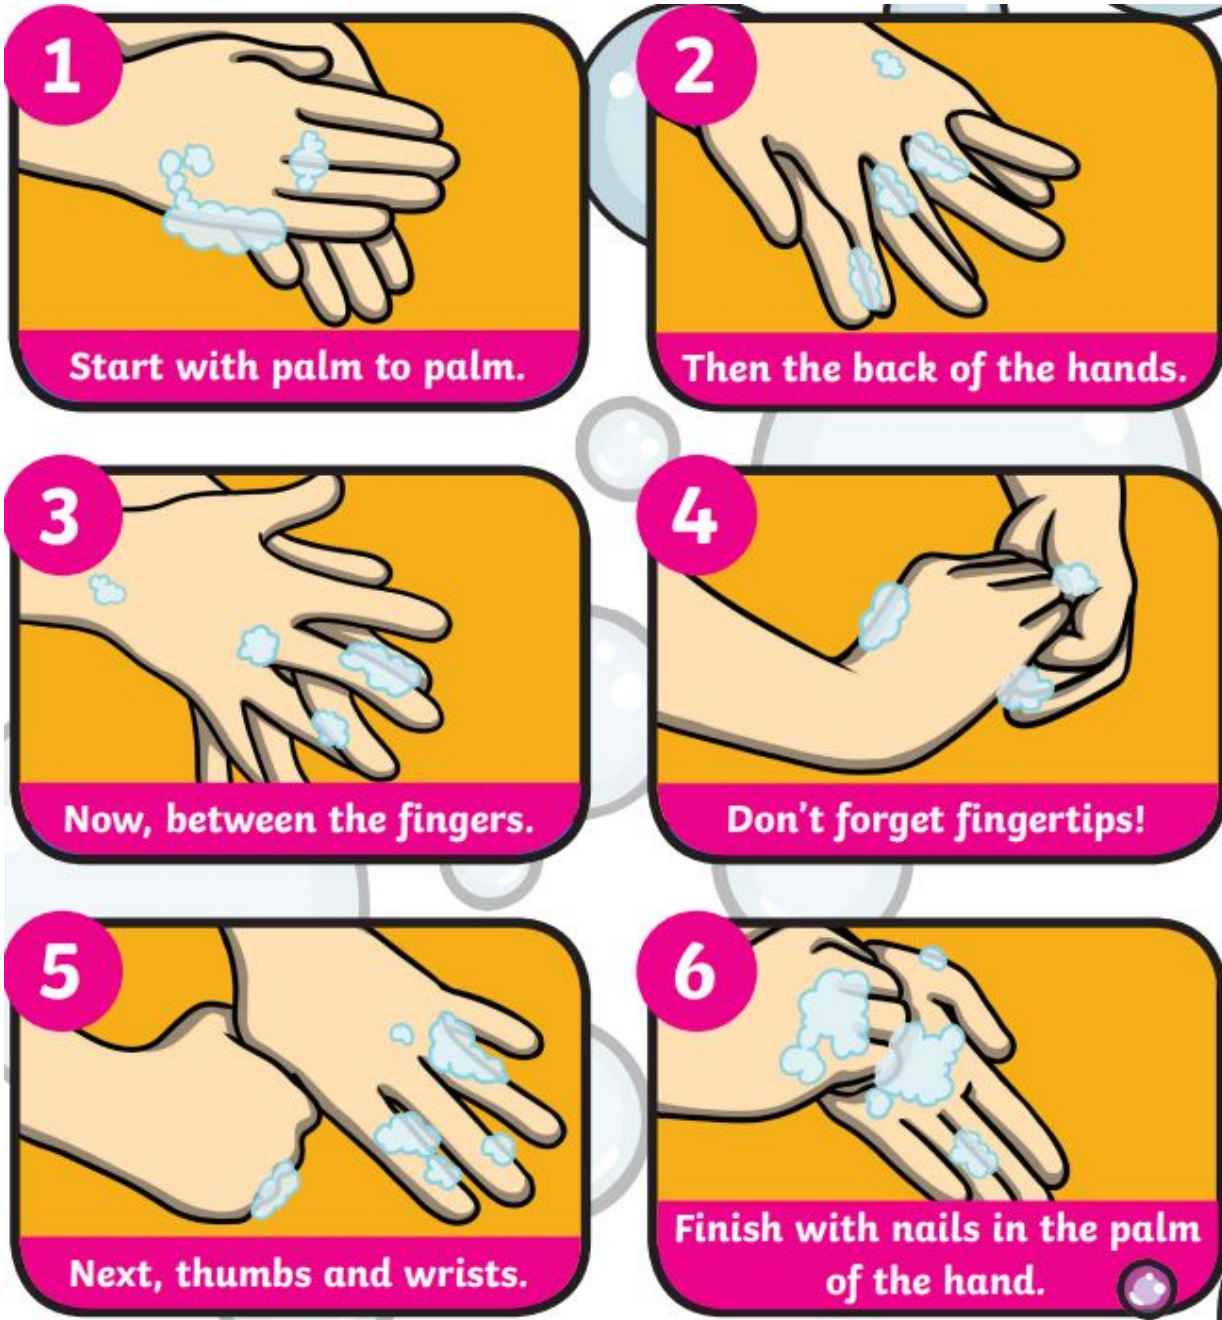 1
Start with palm to palm.
2
Then the back of the hands.
3
Now, between the fingers.
4
Don't forget fingertips!
5
Next, thumbs and wrists.
6
Finish with nails in the palm
of the hand.